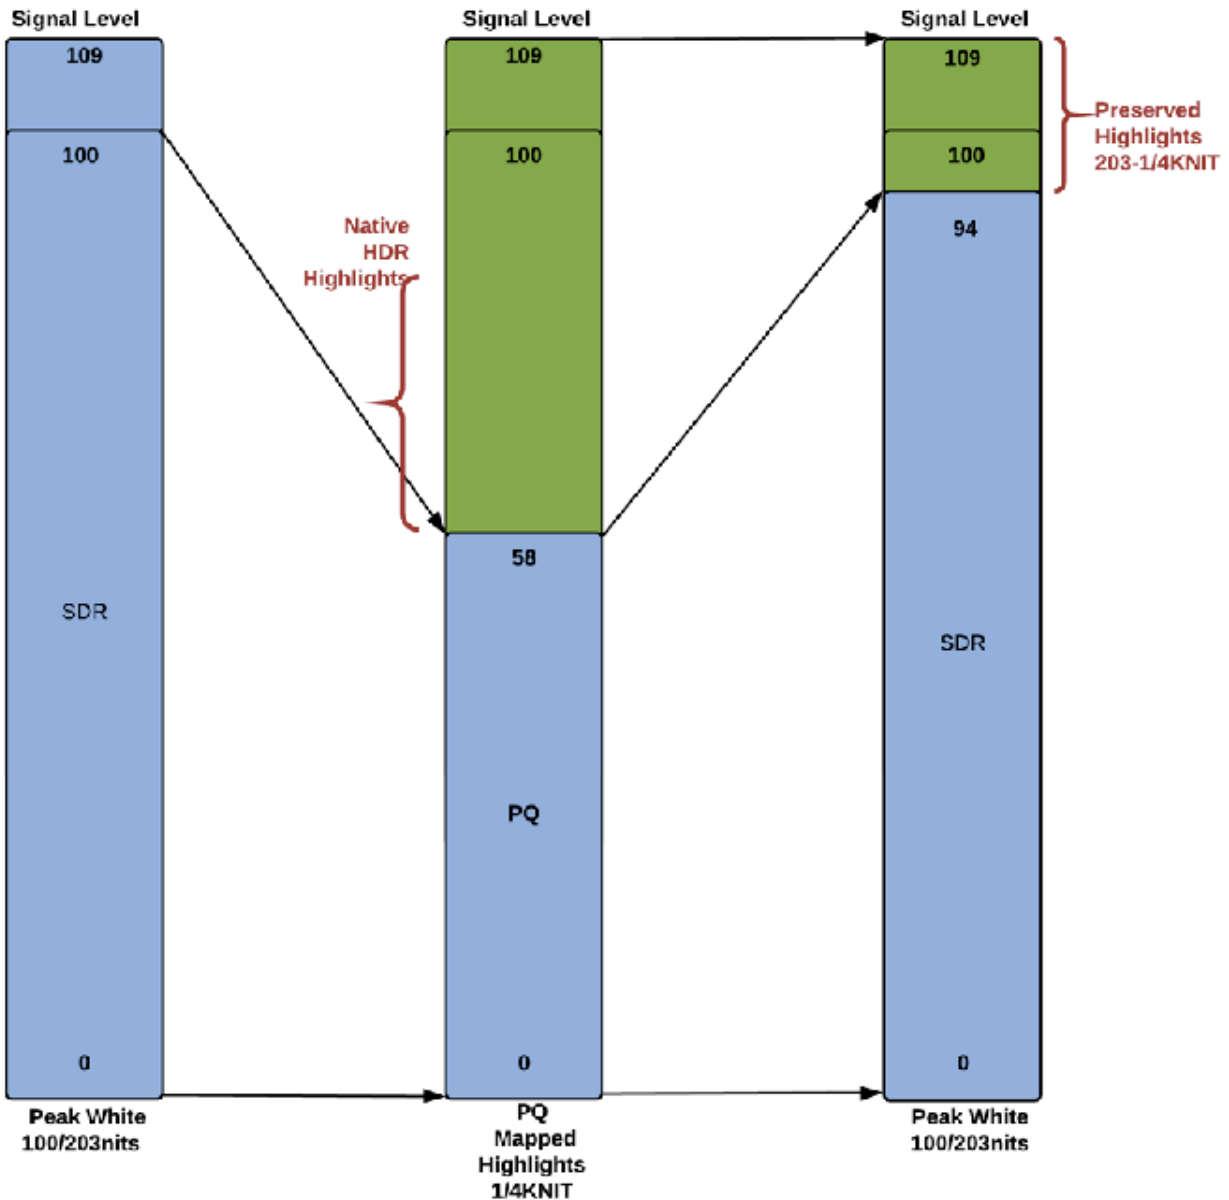 Signal Level
109
100
SDR
0
Peak White
100/203nits
Native
HDR
Highlights
Signal Level
109
100
58
PQ
0
PQ
Mapped
Highlights
1/4KNIT
Signal Level
109
100
94
SDR
0
Peak White
100/203nits
Preserved
Highlights
203-1/4KNIT